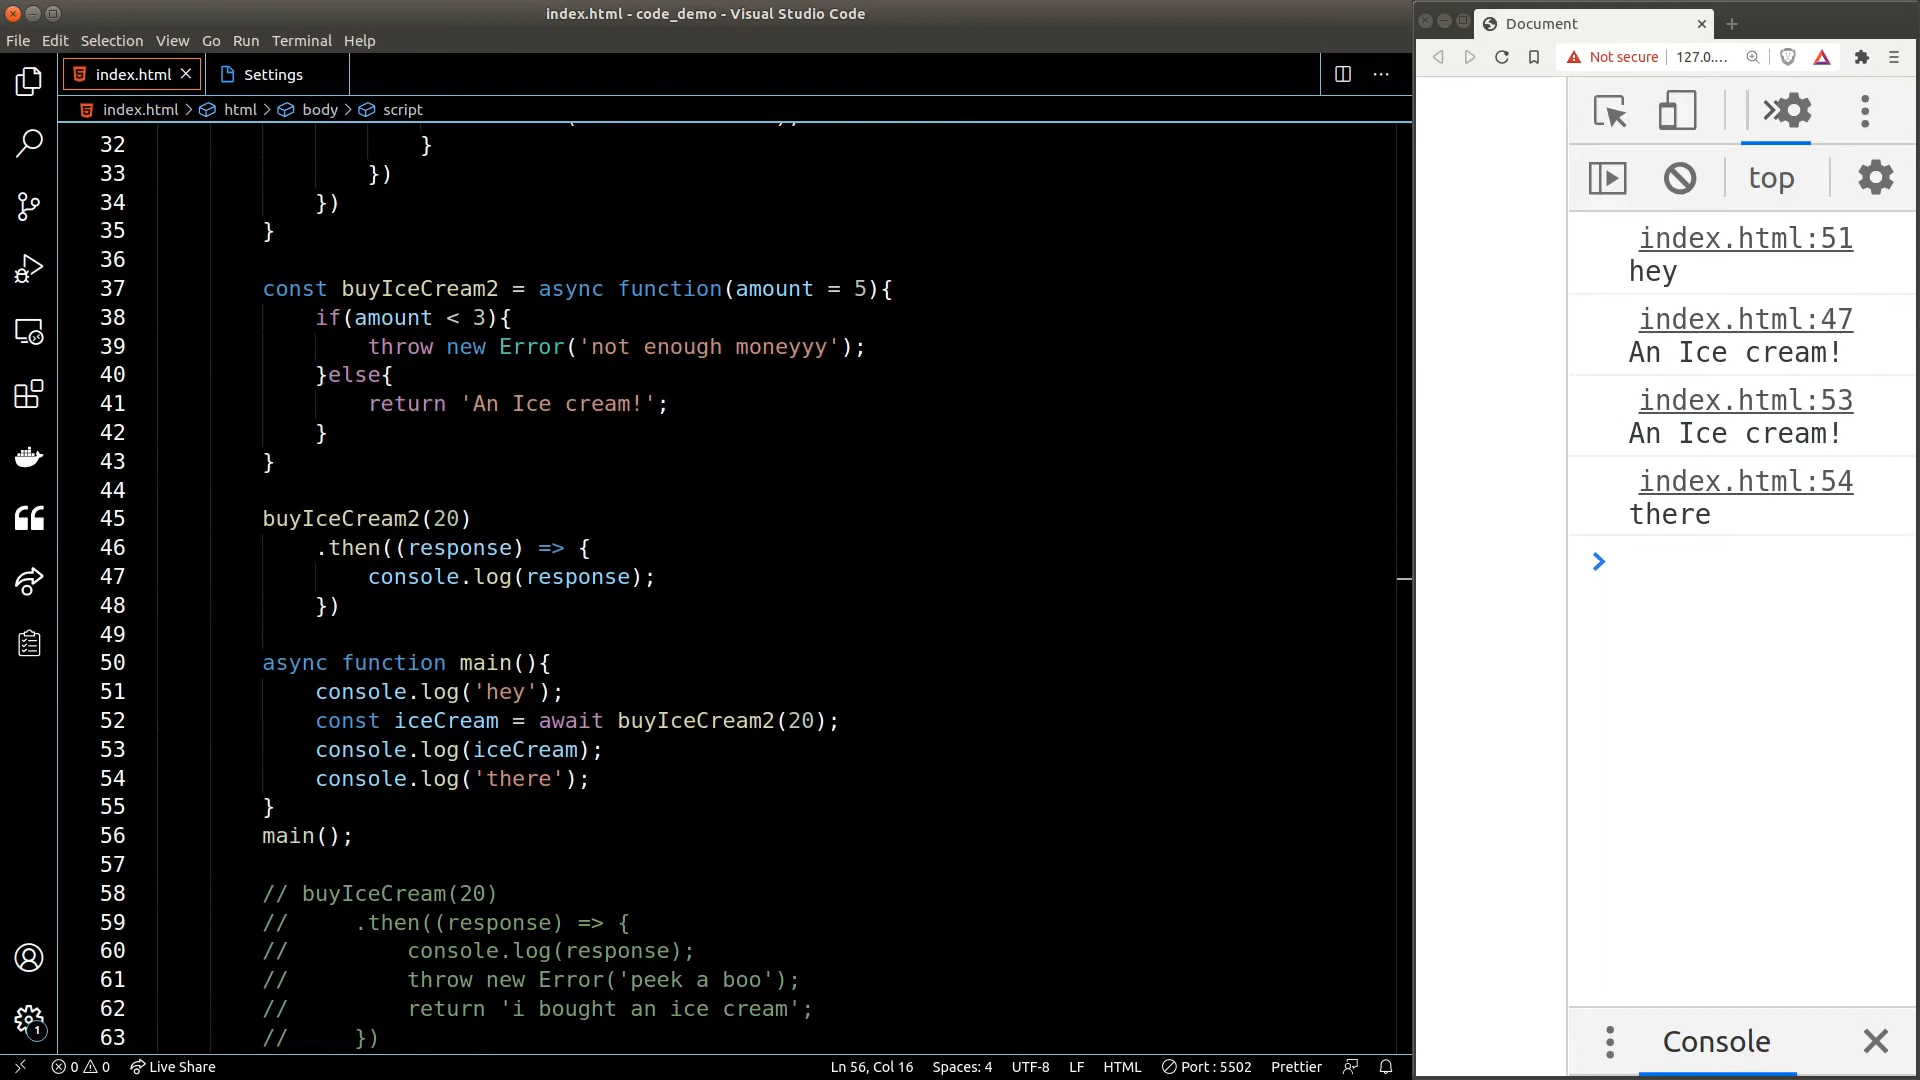 index.html - code_demo - Visual Studio Code
File Edit Selection View Go Run Terminal Help
index.html Settings
index.html > html > body > script
32 }
33 })
34 })
35 }
36
37 const buyIceCream2 = async function(amount = 5){
38 if(amount < 3){
39 throw new Error('not enough moneyyy');
40 }else{
41 return 'An Ice cream!';
42 }
43 }
44
45 buyIceCream2(20)
46 .then((response) => {
47 console.log(response);
48 })
49
50 async function main(){
51 console.log('hey');
52 const iceCream = await buyIceCream2(20);
53 console.log(iceCream);
54 console.log('there');
55 }
56 main();
57
58 // buyIceCream(20)
59 // .then((response) => {
60 // console.log(response);
61 // throw new Error('peek a boo');
62 // return 'i bought an ice cream';
63 // })
1
0 0 Live Share Ln 56, Col 16 Spaces: 4 UTF-8 LF HTML Port : 5502 Prettier
Document
Not secure 127.0....
top
index.html:51
hey
index.html:47
An Ice cream!
index.html:53
An Ice cream!
index.html:54
there
Console